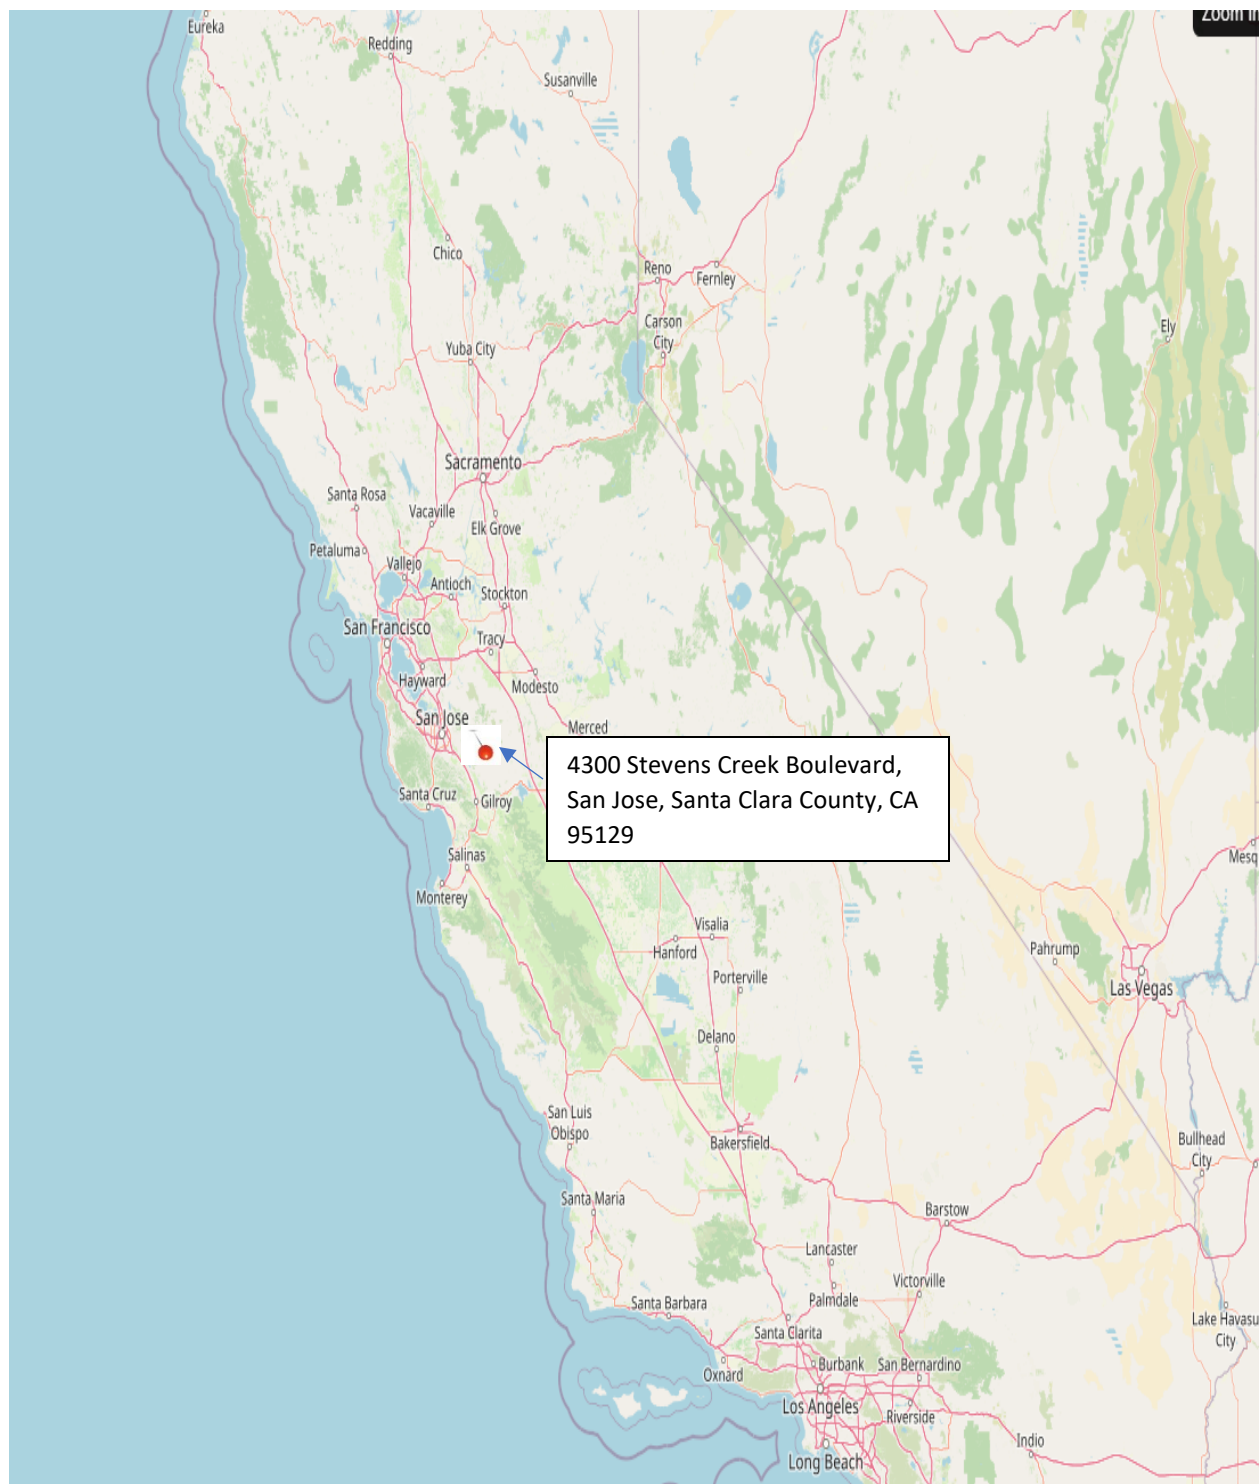 Zoom in
Eureka
Redding
Susanville
Chico
Reno
Fernley
Carson
City
Ely
Yuba City
Sacramento
Santa Rosa
Vacaville
Elk Grove
Petaluma
Vallejo
Antioch
Stockton
San Francisco
Tracy
Hayward
Modesto
San Jose
Merced
4300 Stevens Creek Boulevard,
San Jose, Santa Clara County, CA
95129
Santa Cruz
Gilroy
Salinas
Mesq
Monterey
Visalia
Hanford
Pahrump
Porterville
Las Vegas
Delano
San Luis
Obispo
Bakersfield
Bullhead
City
Santa Maria
Barstow
Lancaster
Victorville
Palmdale
Santa Barbara
Lake Havasu
City
Santa Clarita
Burbank
San Bernardino
Oxnard
Los Angeles
Riverside
Indio
Long Beach